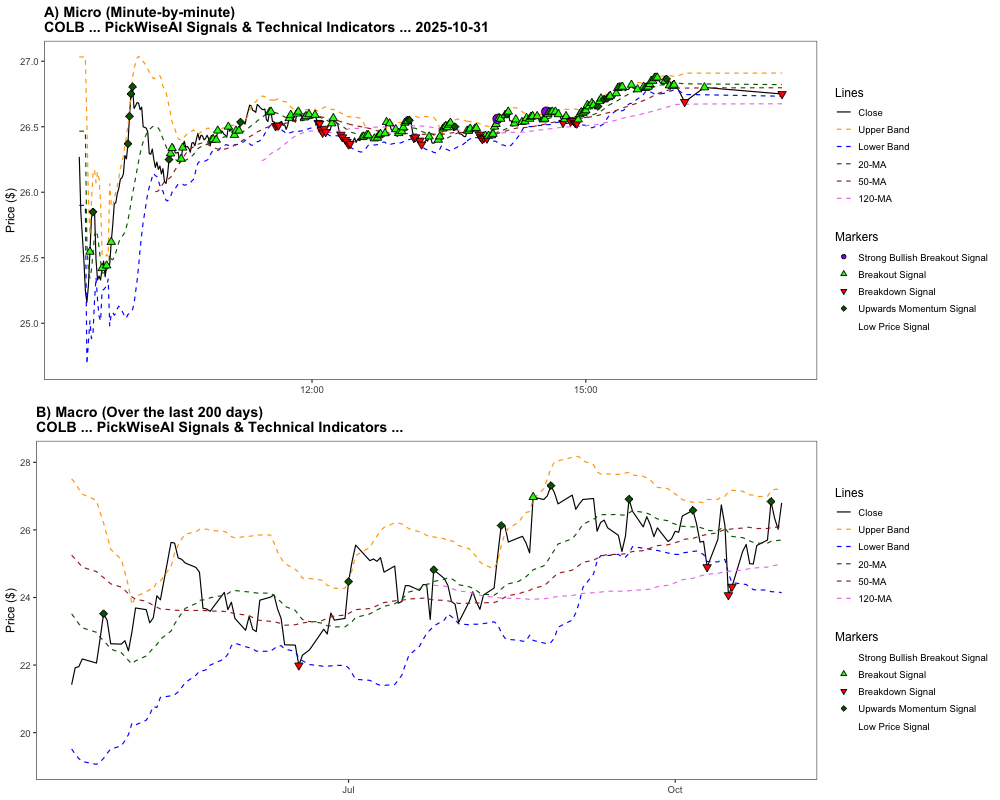 A) Micro (Minute-by-minute)
COLB ... PickWiseAI Signals & Technical Indicators ... 2025-10-31
Price ($)
27.0
26.5
26.0
25.5
25.0
12:00
15:00
Lines
Close
Upper Band
Lower Band
20-MA
50-MA
120-MA
Markers
Strong Bullish Breakout Signal
Breakout Signal
Breakdown Signal
Upwards Momentum Signal
Low Price Signal
B) Macro (Over the last 200 days)
COLB ... PickWiseAI Signals & Technical Indicators ...
Price ($)
28
26
24
22
20
Jul
Oct
Lines
Close
Upper Band
Lower Band
20-MA
50-MA
120-MA
Markers
Strong Bullish Breakout Signal
Breakout Signal
Breakdown Signal
Upwards Momentum Signal
Low Price Signal